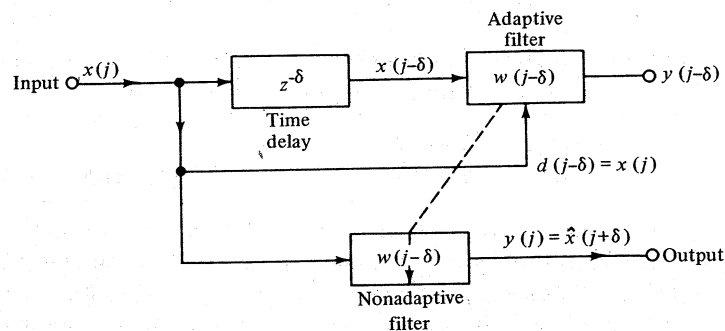 Adaptive
filter
Input
x(j)
z^-δ
x (j-δ)
w (j-δ)
y (j-δ)
Time
delay
d (j-δ) = x (j)
w (j-δ)
y (j) = x̂ (j+δ)
Output
Nonadaptive
filter